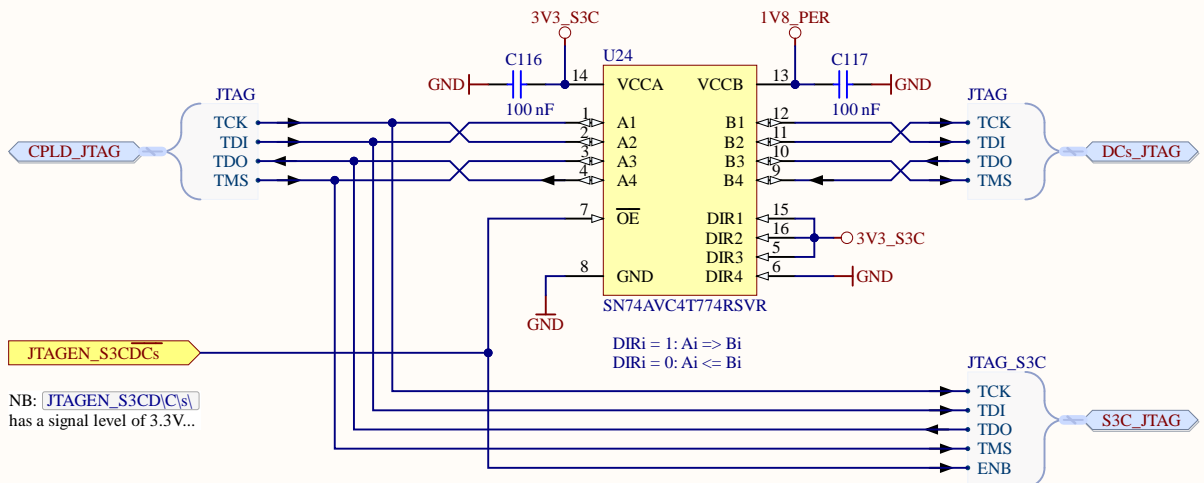 3V3_S3C 1V8_PER
C116 U24 C117
GND 14 VCCA VCCB 13 GND
JTAG 100 nF 100 nF JTAG
TCK 1 A1 B1 12 TCK
TDI 2 A2 B2 11 TDI
CPLD_JTAG TDO 3 A3 B3 10 TDO DCs_JTAG
TMS 4 A4 B4 9 TMS
7 OE DIR1 15
DIR2 16 3V3_S3C
DIR3 5
8 GND DIR4 6 GND
SN74AVC4T774RSVR
GND
DIRi = 1: Ai => Bi
JTAGEN_S3CDCs
DIRi = 0: Ai <= Bi
JTAG_S3C
NB: JTAGEN_S3CD\C\s\
has a signal level of 3.3V...
TCK
TDI
TDO S3C_JTAG
TMS
ENB